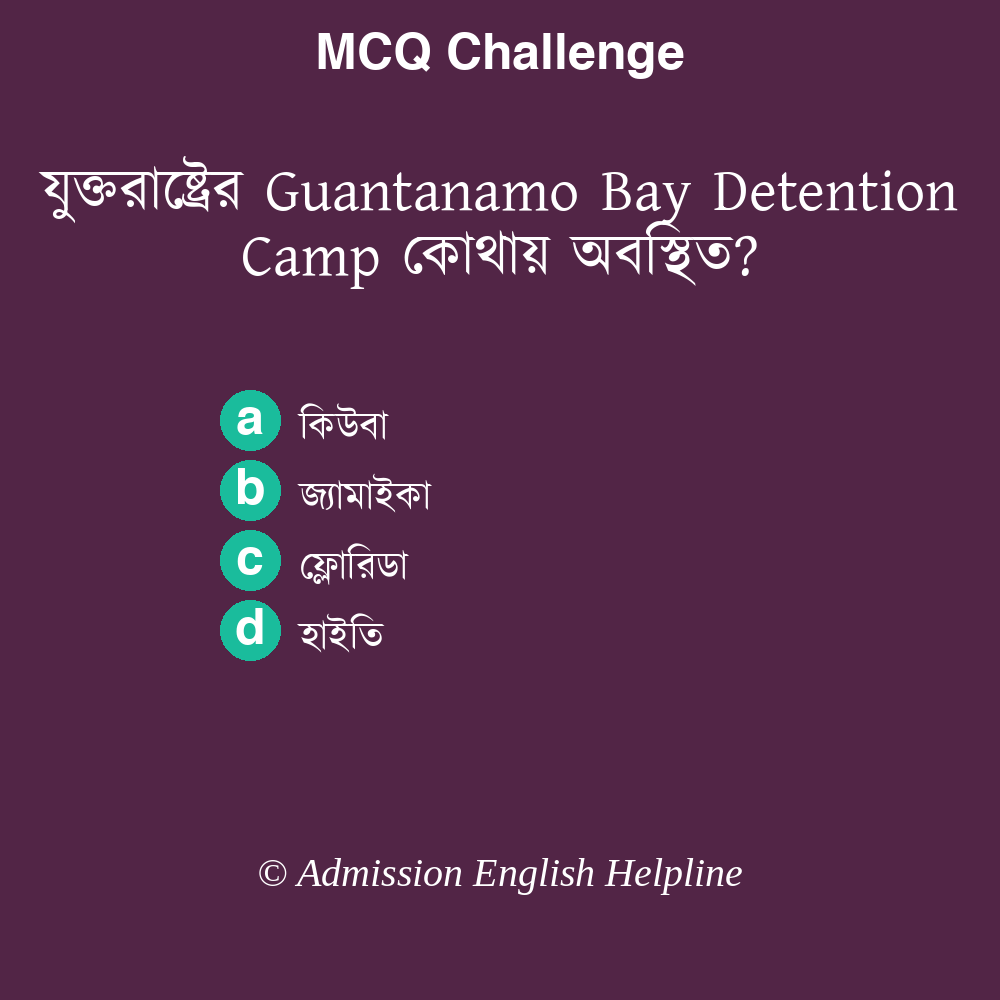 MCQ Challenge
যুক্তরাষ্ট্রের Guantanamo Bay Detention
Camp কোথায় অবস্থিত?
a কিউবা
b জ্যামাইকা
c ফ্লোরিডা
d হাইতি
© Admission English Helpline